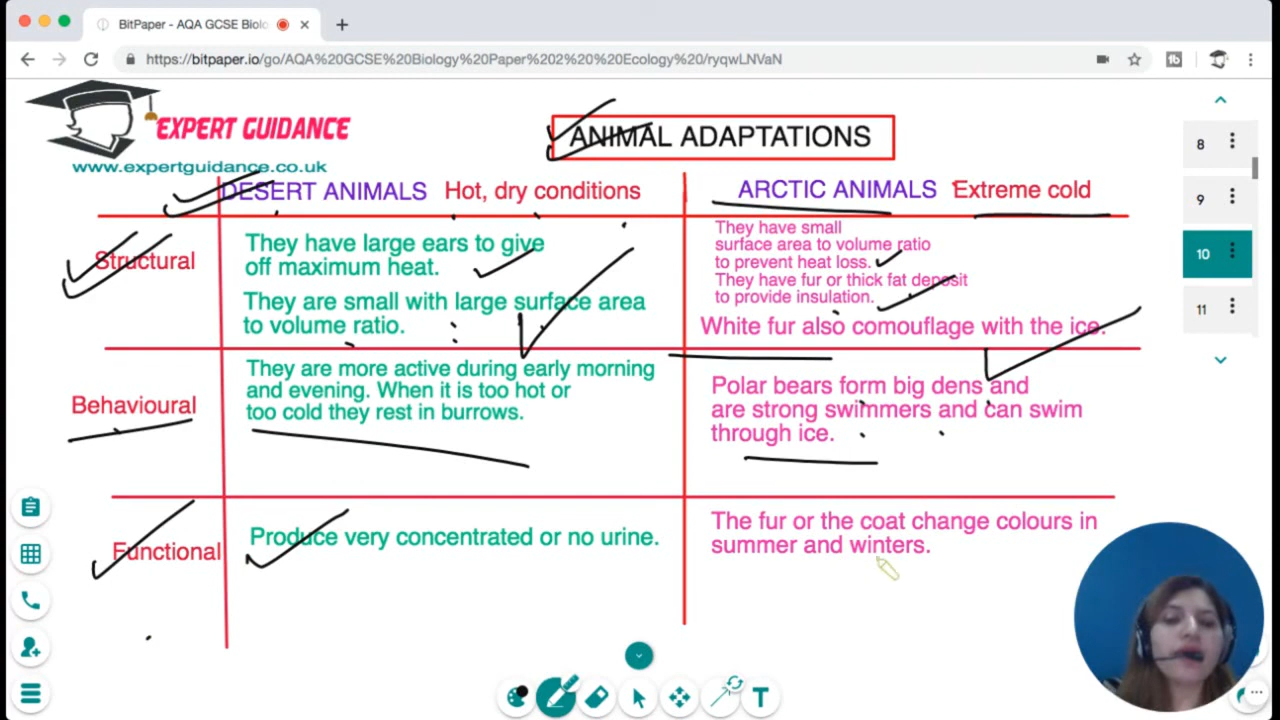 BitPaper - AQA GCSE Biolo
https://bitpaper.io/go/AQA%20GCSE%20Biology%20Paper%202%20%20Ecology%20/ryqwLNVaN
EXPERT GUIDANCE
www.expertguidance.co.uk
ANIMAL ADAPTATIONS
DESERT ANIMALS Hot, dry conditions
ARCTIC ANIMALS Extreme cold
Structural
They have large ears to give
off maximum heat.
They are small with large surface area
to volume ratio.
They have small
surface area to volume ratio
to prevent heat loss.
They have fur or thick fat deposit
to provide insulation.
White fur also comouflage with the ice.
Behavioural
They are more active during early morning
and evening. When it is too hot or
too cold they rest in burrows.
Polar bears form big dens and
are strong swimmers and can swim
through ice.
Functional
Produce very concentrated or no urine.
The fur or the coat change colours in
summer and winters.
8
9
10
11
T